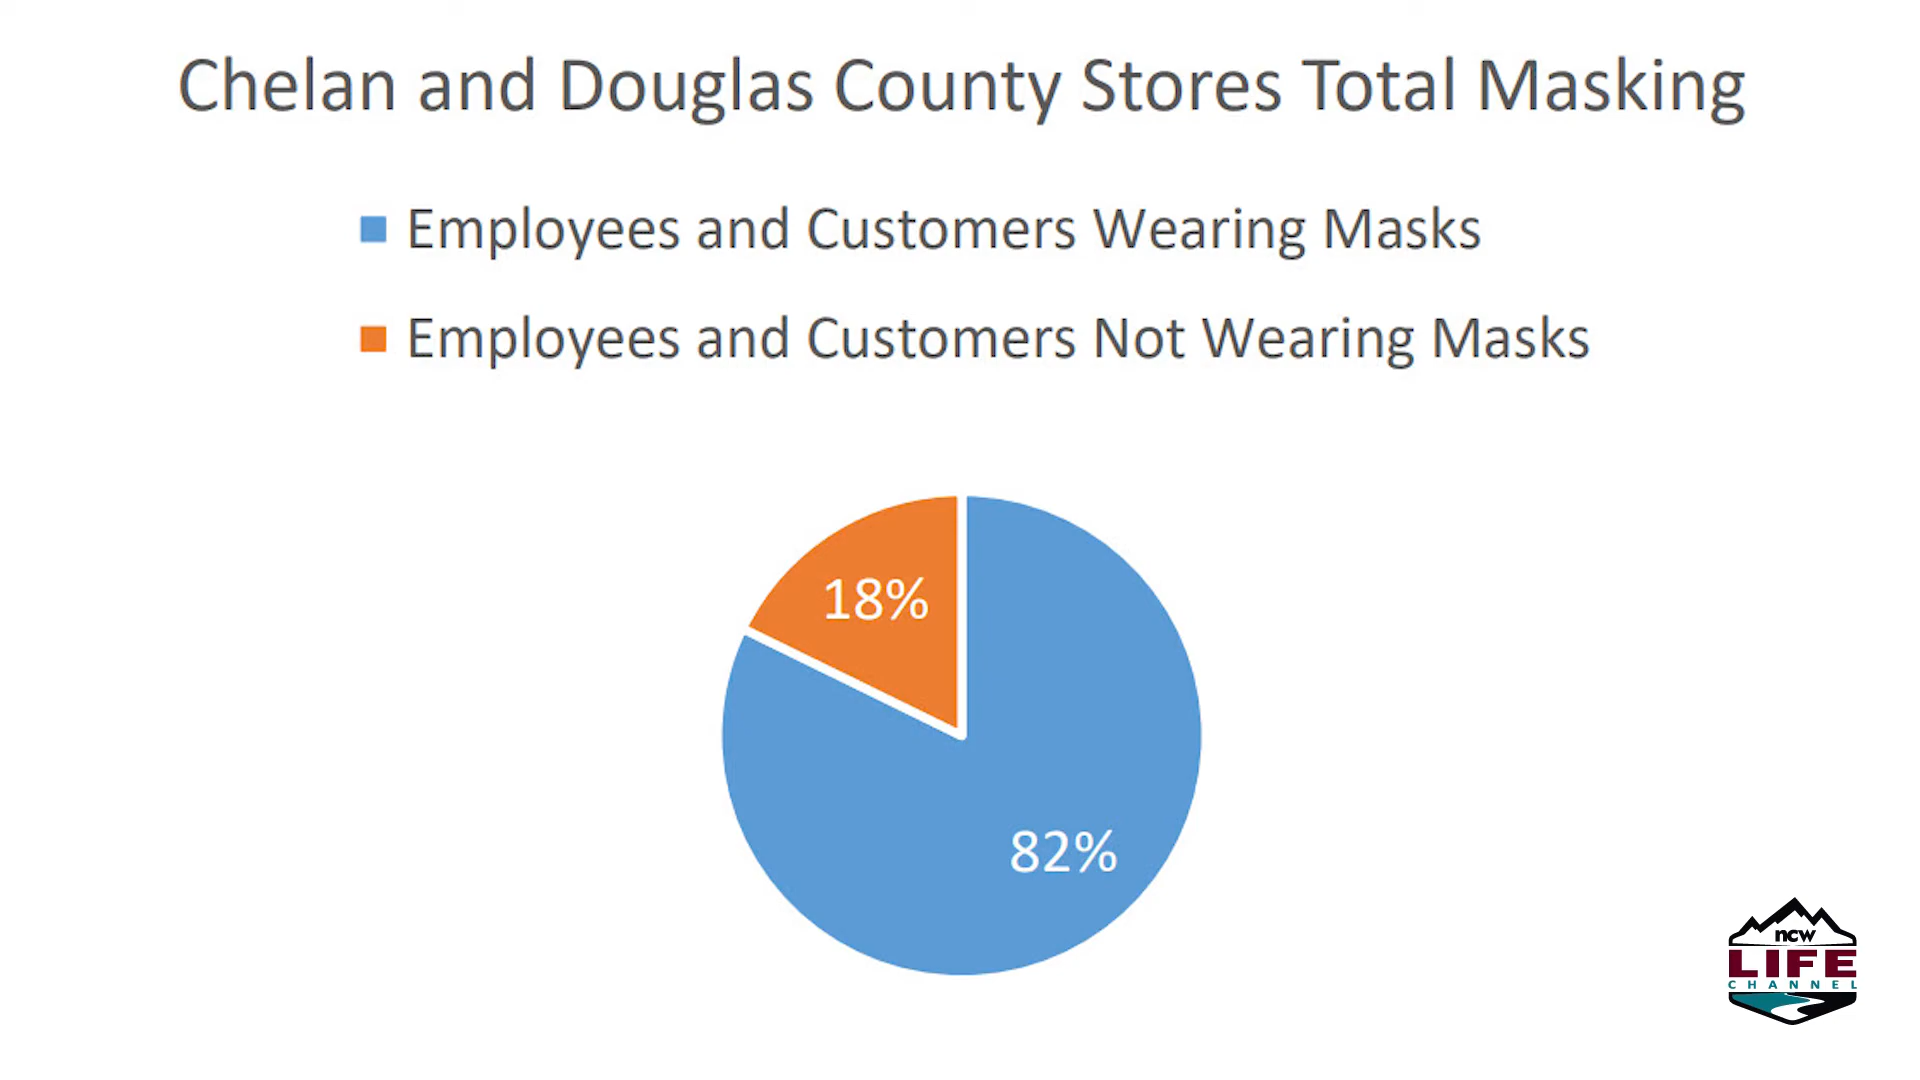 Chelan and Douglas County Stores Total Masking
Employees and Customers Wearing Masks
Employees and Customers Not Wearing Masks
18%
82%
ncw
LIFE
CHANNEL